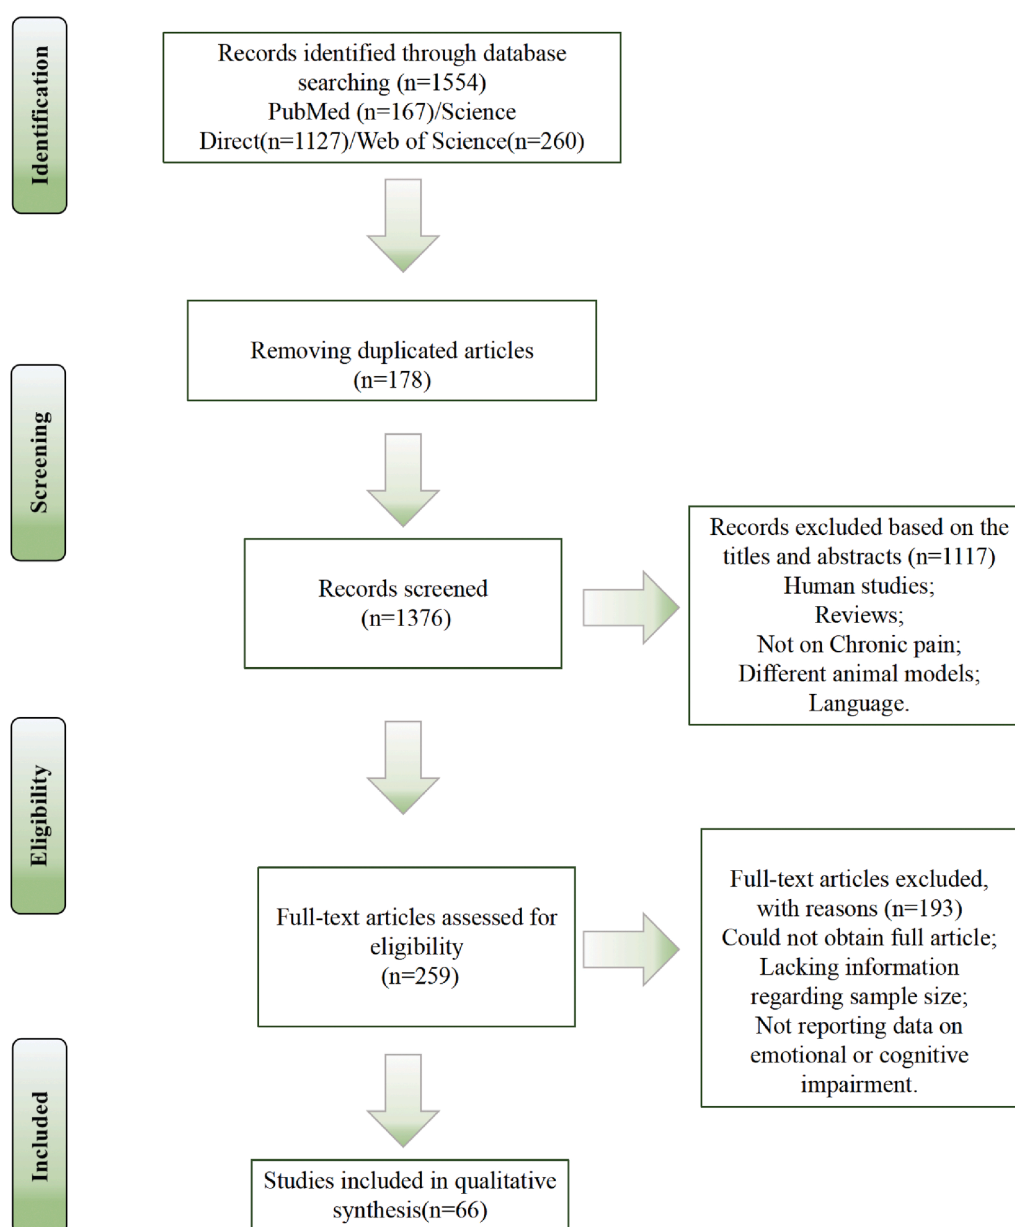 Identification
Records identified through database
searching (n=1554)
PubMed (n=167)/Science
Direct(n=1127)/Web of Science(n=260)
Removing duplicated articles
(n=178)
Screening
Records screened
(n=1376)
Records excluded based on the
titles and abstracts (n=1117)
Human studies;
Reviews;
Not on Chronic pain;
Different animal models;
Language.
Eligibility
Full-text articles assessed for
eligibility
(n=259)
Full-text articles excluded,
with reasons (n=193)
Could not obtain full article;
Lacking information
regarding sample size;
Not reporting data on
emotional or cognitive
impairment.
Included
Studies included in qualitative
synthesis(n=66)